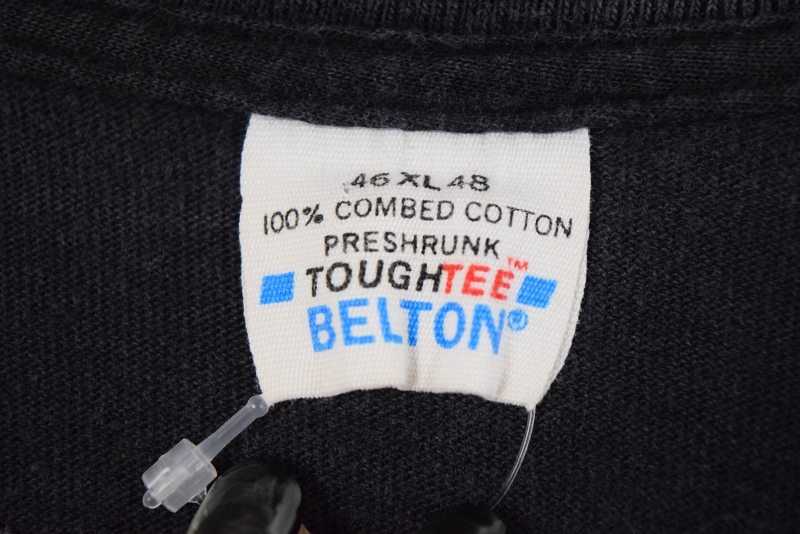 46 XL 48
100% COMBED COTTON
PRESHRUNK
TOUGHTEE™
BELTON®